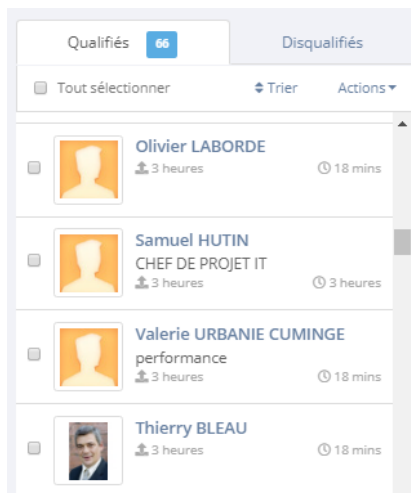 Qualifiés 66 Disqualifiés
Tout sélectionner Trier Actions
Olivier LABORDE
3 heures 18 mins
Samuel HUTIN
CHEF DE PROJET IT
3 heures 3 heures
Valerie URBANIE CUMINGE
performance
3 heures 18 mins
Thierry BLEAU
3 heures 18 mins